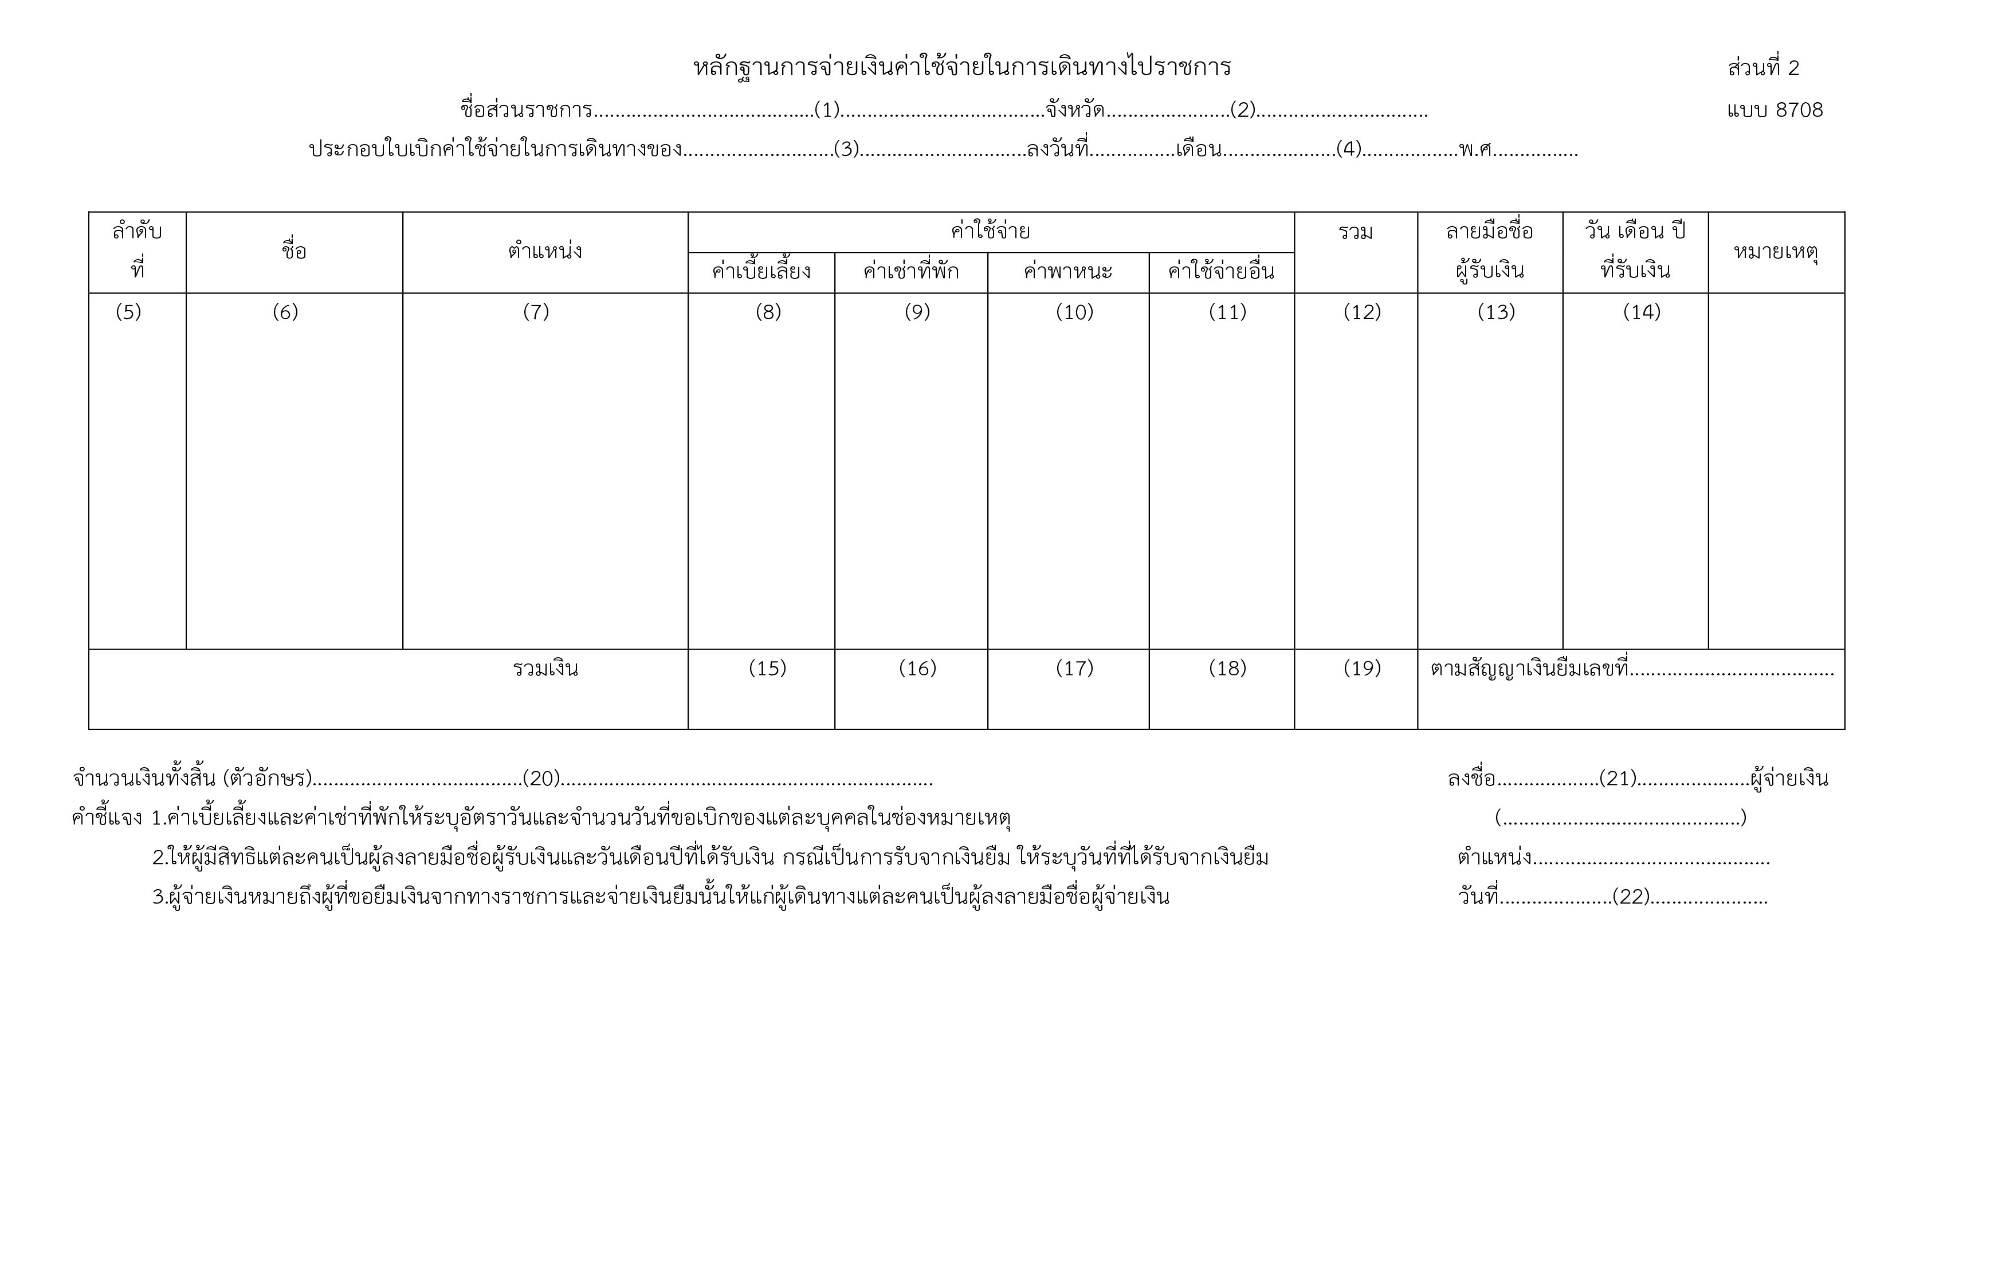 หลักฐานการจ่ายเงินค่าใช้จ่ายในการเดินทางไปราชการ ส่วนที่ 2
ชื่อส่วนราชการ.........................................(1)......................................จังหวัด.......................(2)................................ แบบ 8708
ประกอบใบเบิกค่าใช้จ่ายในการเดินทางของ............................(3)...............................ลงวันที่................เดือน.....................(4)..................พ.ศ................
ลำดับที่ ชื่อ ตำแหน่ง ค่าใช้จ่าย รวม ลายมือชื่อผู้รับเงิน วัน เดือน ปี ที่รับเงิน หมายเหตุ
ค่าเบี้ยเลี้ยง ค่าเช่าที่พัก ค่าพาหนะ ค่าใช้จ่ายอื่น
(5) (6) (7) (8) (9) (10) (11) (12) (13) (14)
รวมเงิน (15) (16) (17) (18) (19) ตามสัญญาเงินยืมเลขที่......................................
จำนวนเงินทั้งสิ้น (ตัวอักษร).......................................(20)..................................................................... ลงชื่อ...................(21).....................ผู้จ่ายเงิน
คำชี้แจง 1.ค่าเบี้ยเลี้ยงและค่าเช่าที่พักให้ระบุอัตราวันและจำนวนวันที่ขอเบิกของแต่ละบุคคลในช่องหมายเหตุ (............................................)
2.ให้ผู้มีสิทธิแต่ละคนเป็นผู้ลงลายมือชื่อผู้รับเงินและวันเดือนปีที่ได้รับเงิน กรณีเป็นการรับจากเงินยืม ให้ระบุวันที่ที่ได้รับจากเงินยืม ตำแหน่ง............................................
3.ผู้จ่ายเงินหมายถึงผู้ที่ขอยืมเงินจากทางราชการและจ่ายเงินยืมนั้นให้แก่ผู้เดินทางแต่ละคนเป็นผู้ลงลายมือชื่อผู้จ่ายเงิน วันที่.....................(22)......................